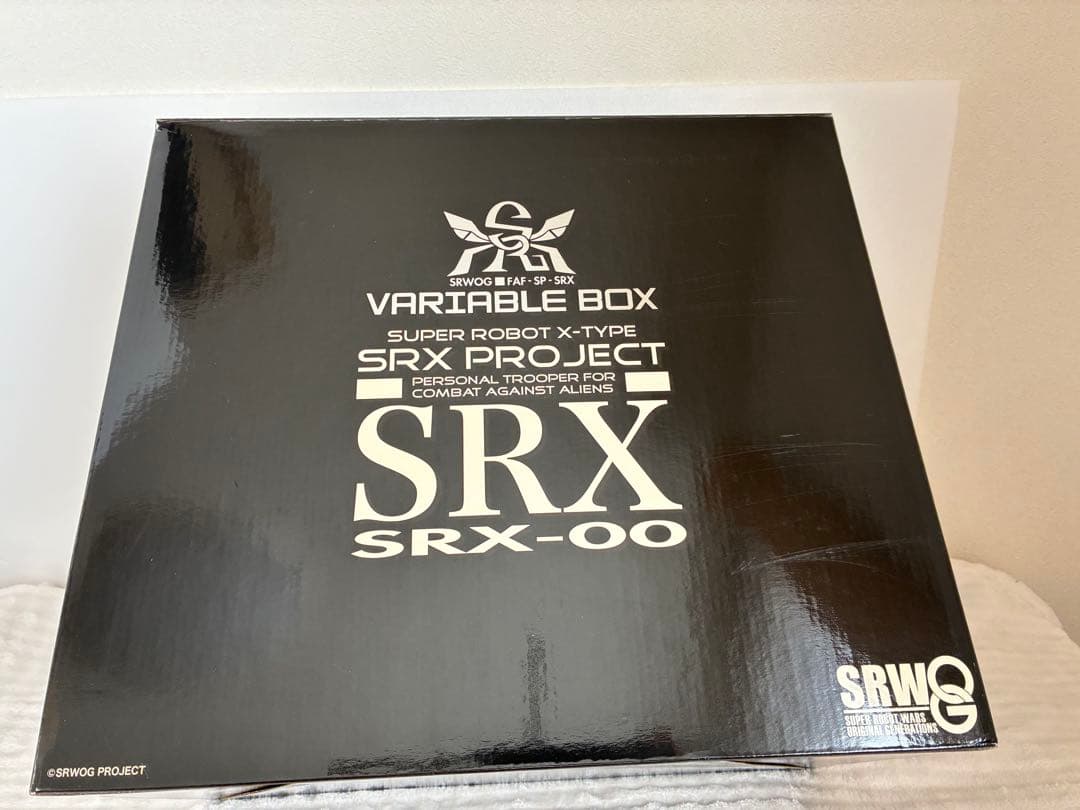 SRWOG ■ FAF - SP - SRX
VARIABLE BOX
SUPER ROBOT X-TYPE
SRX PROJECT
PERSONAL TROOPER FOR
COMBAT AGAINST ALIENS
SRX
SRX-00
SRWOG
SUPER ROBOT WARS
ORIGINAL GENERATIONS
©SRWOG PROJECT